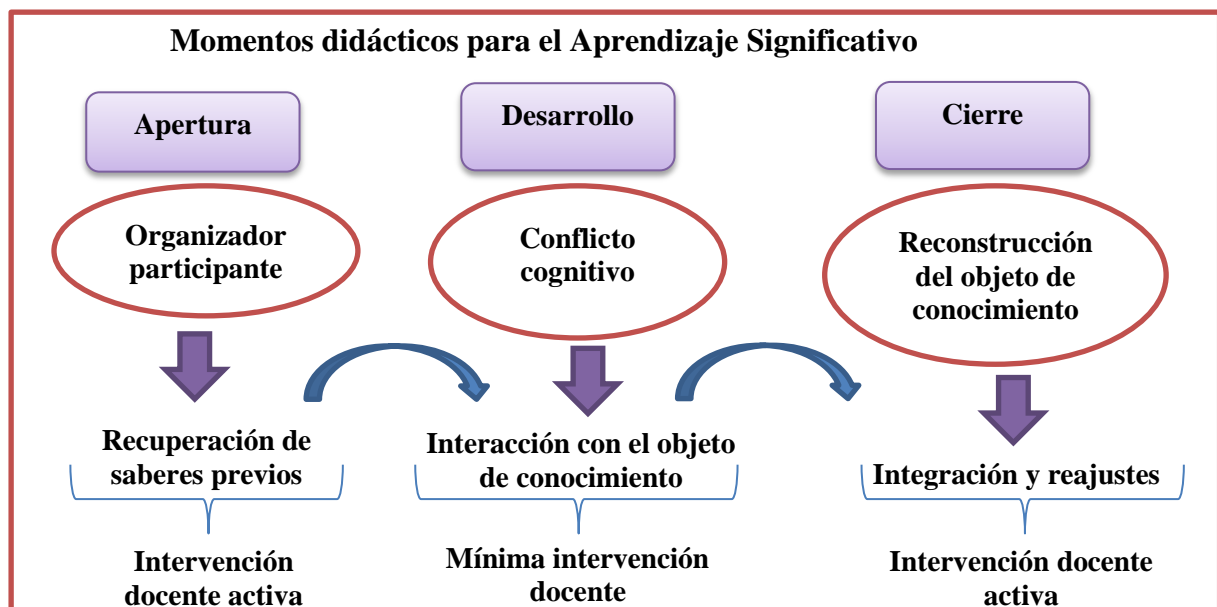 Momentos didácticos para el Aprendizaje Significativo
Apertura
Desarrollo
Cierre
Organizador
participante
Conflicto
cognitivo
Reconstrucción
del objeto de
conocimiento
Recuperación de
saberes previos
Interacción con el objeto
de conocimiento
Integración y reajustes
Intervención
docente activa
Mínima intervención
docente
Intervención docente
activa